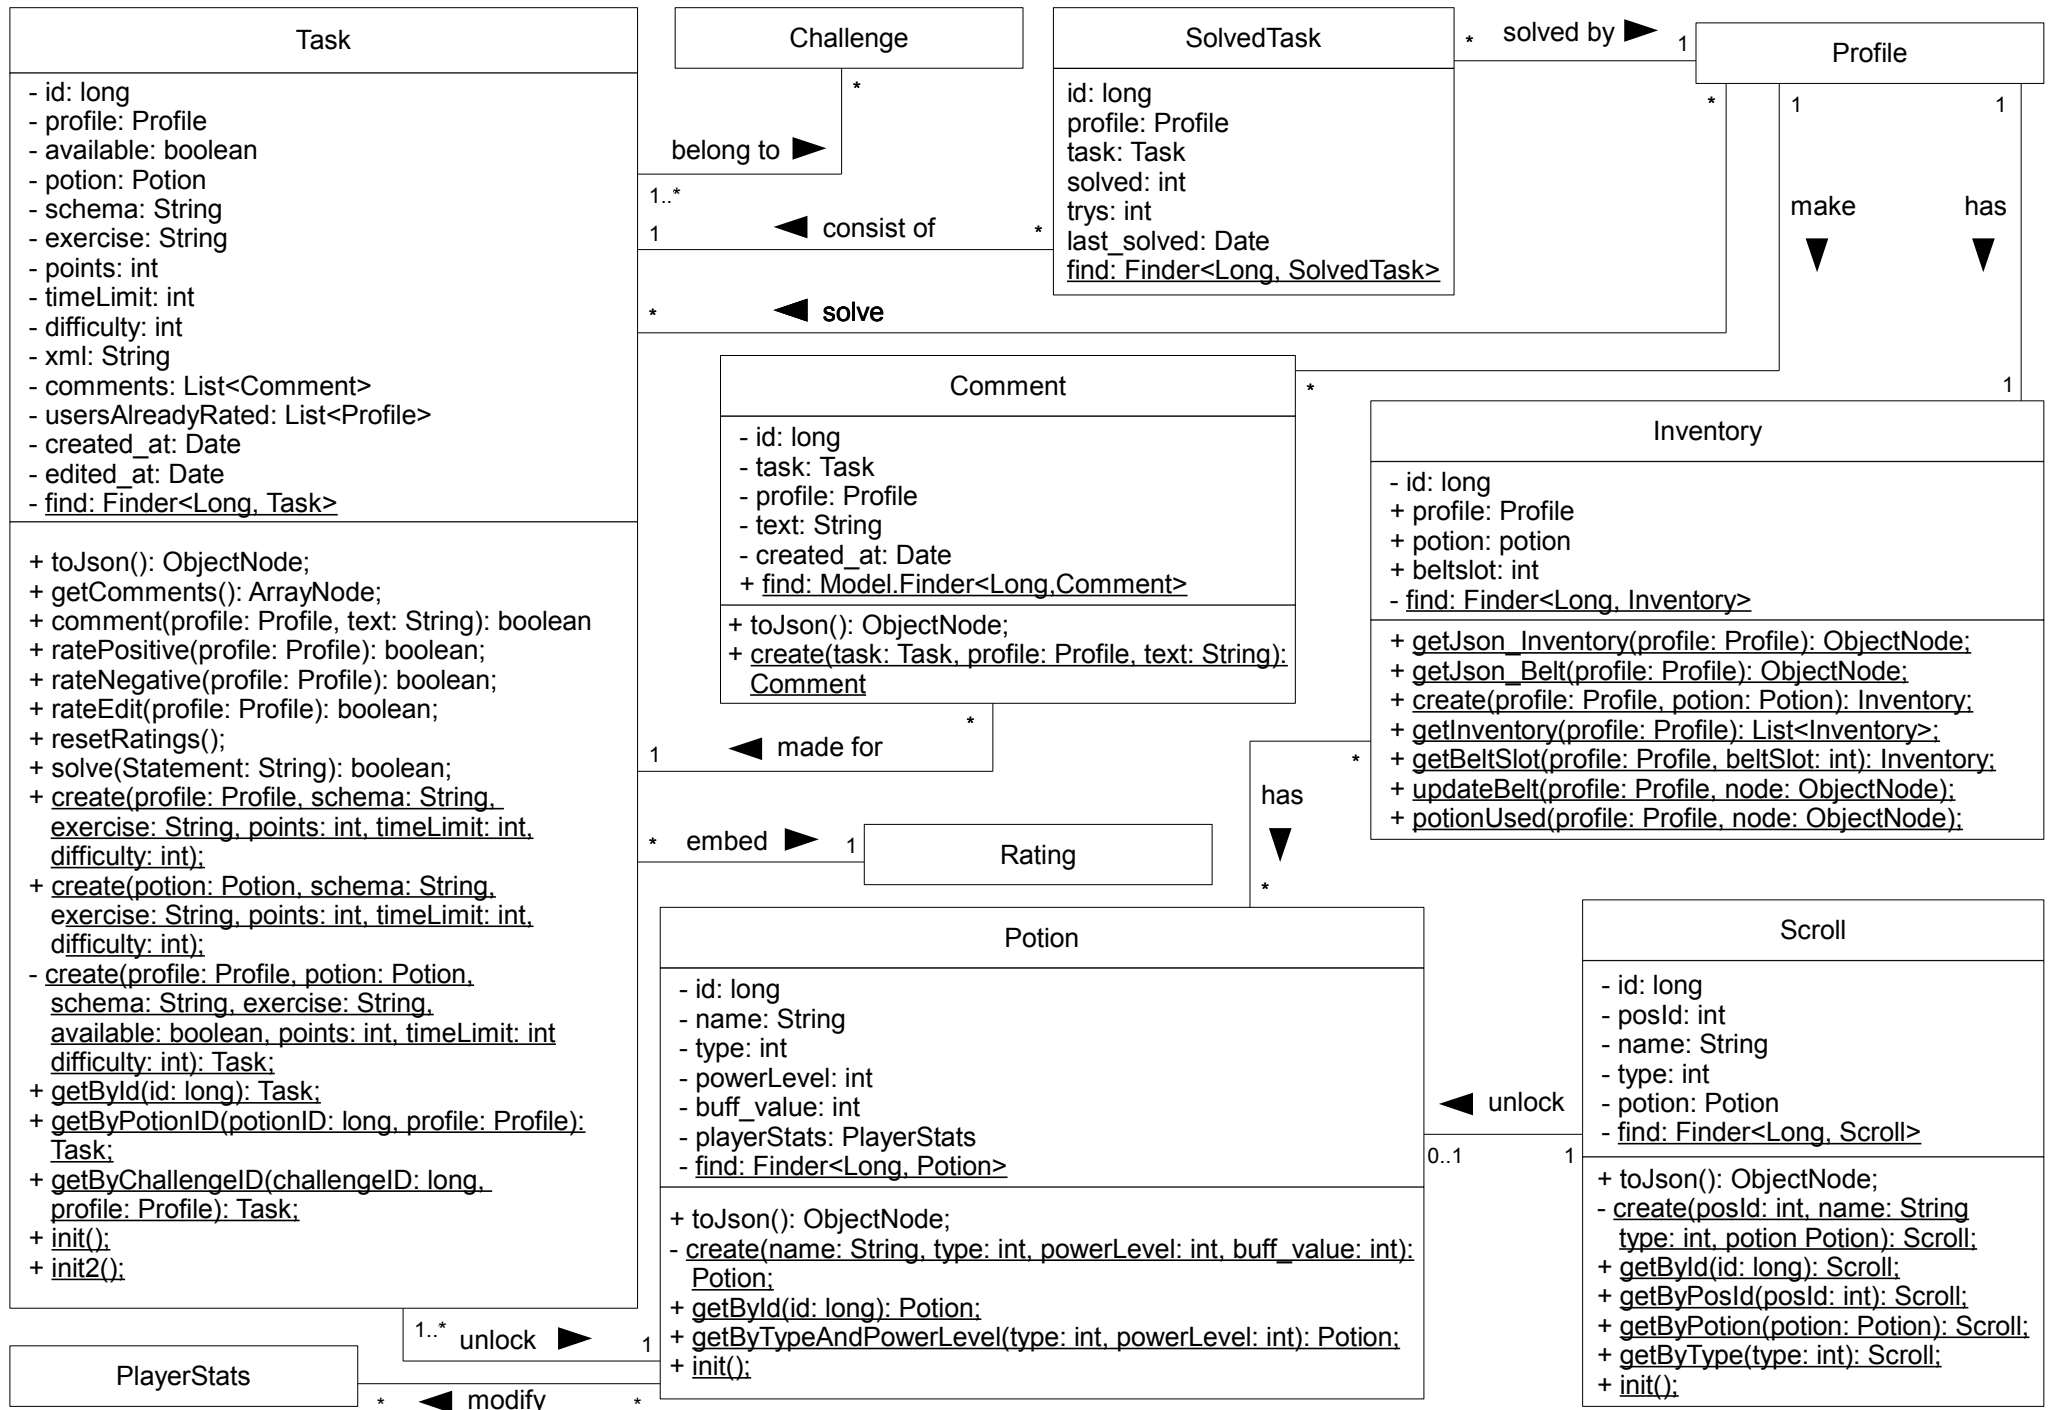 Task
- id: long
- profile: Profile
- available: boolean
- potion: Potion
- schema: String
- exercise: String
- points: int
- timeLimit: int
- difficulty: int
- xml: String
- comments: List<Comment>
- usersAlreadyRated: List<Profile>
- created_at: Date
- edited_at: Date
- find: Finder<Long, Task>
+ toJson(): ObjectNode;
+ getComments(): ArrayNode;
+ comment(profile: Profile, text: String): boolean
+ ratePositive(profile: Profile): boolean;
+ rateNegative(profile: Profile): boolean;
+ rateEdit(profile: Profile): boolean;
+ resetRatings();
+ solve(Statement: String): boolean;
+ create(profile: Profile, schema: String,
exercise: String, points: int, timeLimit: int,
difficulty: int);
+ create(potion: Potion, schema: String,
exercise: String, points: int, timeLimit: int,
difficulty: int);
- create(profile: Profile, potion: Potion,
schema: String, exercise: String,
available: boolean, points: int, timeLimit: int
difficulty: int): Task;
+ getById(id: long): Task;
+ getByPotionID(potionID: long, profile: Profile):
Task;
+ getByChallengeID(challengeID: long,
profile: Profile): Task;
+ init();
+ init2();
Challenge
*
belong to
1..*
SolvedTask
id: long
profile: Profile
task: Task
solved: int
trys: int
last_solved: Date
find: Finder<Long, SolvedTask>
* solved by 1
Profile
1 consist of *
* solve *
1
make
*
1
has
1
Comment
- id: long
- task: Task
- profile: Profile
- text: String
- created_at: Date
+ find: Model.Finder<Long,Comment>
+ toJson(): ObjectNode;
+ create(task: Task, profile: Profile, text: String):
Comment
*
1 made for
Inventory
- id: long
+ profile: Profile
+ potion: potion
+ beltslot: int
- find: Finder<Long, Inventory>
+ getJson_Inventory(profile: Profile): ObjectNode;
+ getJson_Belt(profile: Profile): ObjectNode;
+ create(profile: Profile, potion: Potion): Inventory;
+ getInventory(profile: Profile): List<Inventory>;
+ getBeltSlot(profile: Profile, beltSlot: int): Inventory;
+ updateBelt(profile: Profile, node: ObjectNode);
+ potionUsed(profile: Profile, node: ObjectNode);
*
has
*
* embed 1
Rating
Potion
- id: long
- name: String
- type: int
- powerLevel: int
- buff_value: int
- playerStats: PlayerStats
- find: Finder<Long, Potion>
+ toJson(): ObjectNode;
- create(name: String, type: int, powerLevel: int, buff_value: int):
Potion;
+ getById(id: long): Potion;
+ getByTypeAndPowerLevel(type: int, powerLevel: int): Potion;
+ init();
unlock
0..1 1
Scroll
- id: long
- posId: int
- name: String
- type: int
- potion: Potion
- find: Finder<Long, Scroll>
+ toJson(): ObjectNode;
- create(posId: int, name: String
type: int, potion Potion): Scroll;
+ getById(id: long): Scroll;
+ getByPosId(posId: int): Scroll;
+ getByPotion(potion: Potion): Scroll;
+ getByType(type: int): Scroll;
+ init();
1..* unlock 1
PlayerStats
* modify *